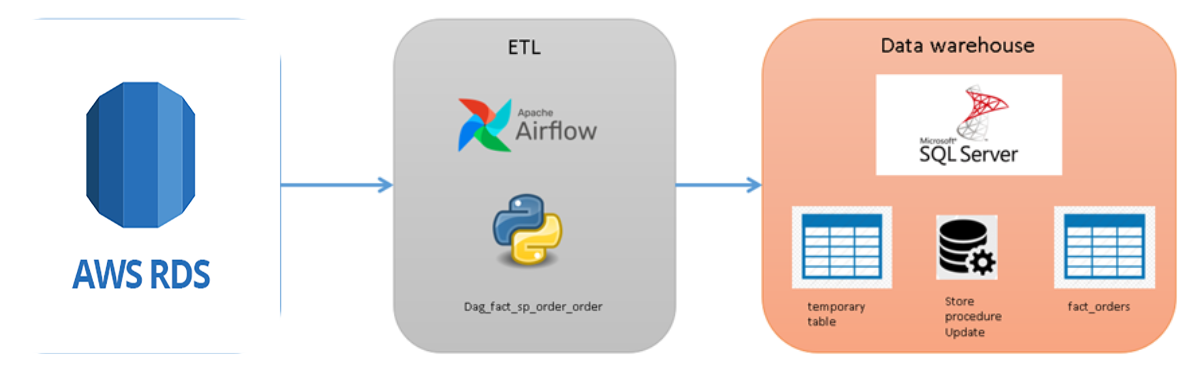 AWS RDS
ETL
Apache
Airflow
Dag_fact_sp_order_order
Data warehouse
Microsoft®
SQL Server
temporary
table
Store
procedure
Update
fact_orders